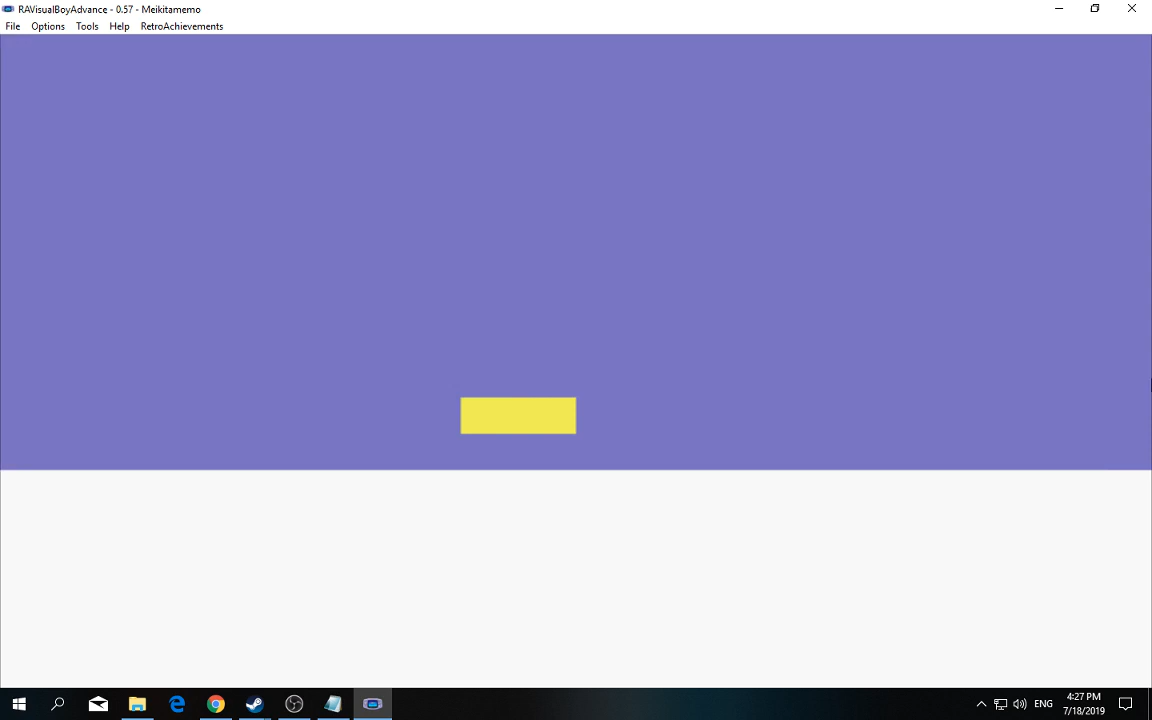 RAVisualBoyAdvance - 0.57 - Meikitamemo
File Options Tools Help RetroAchievements
ENG
4:27 PM
7/18/2019